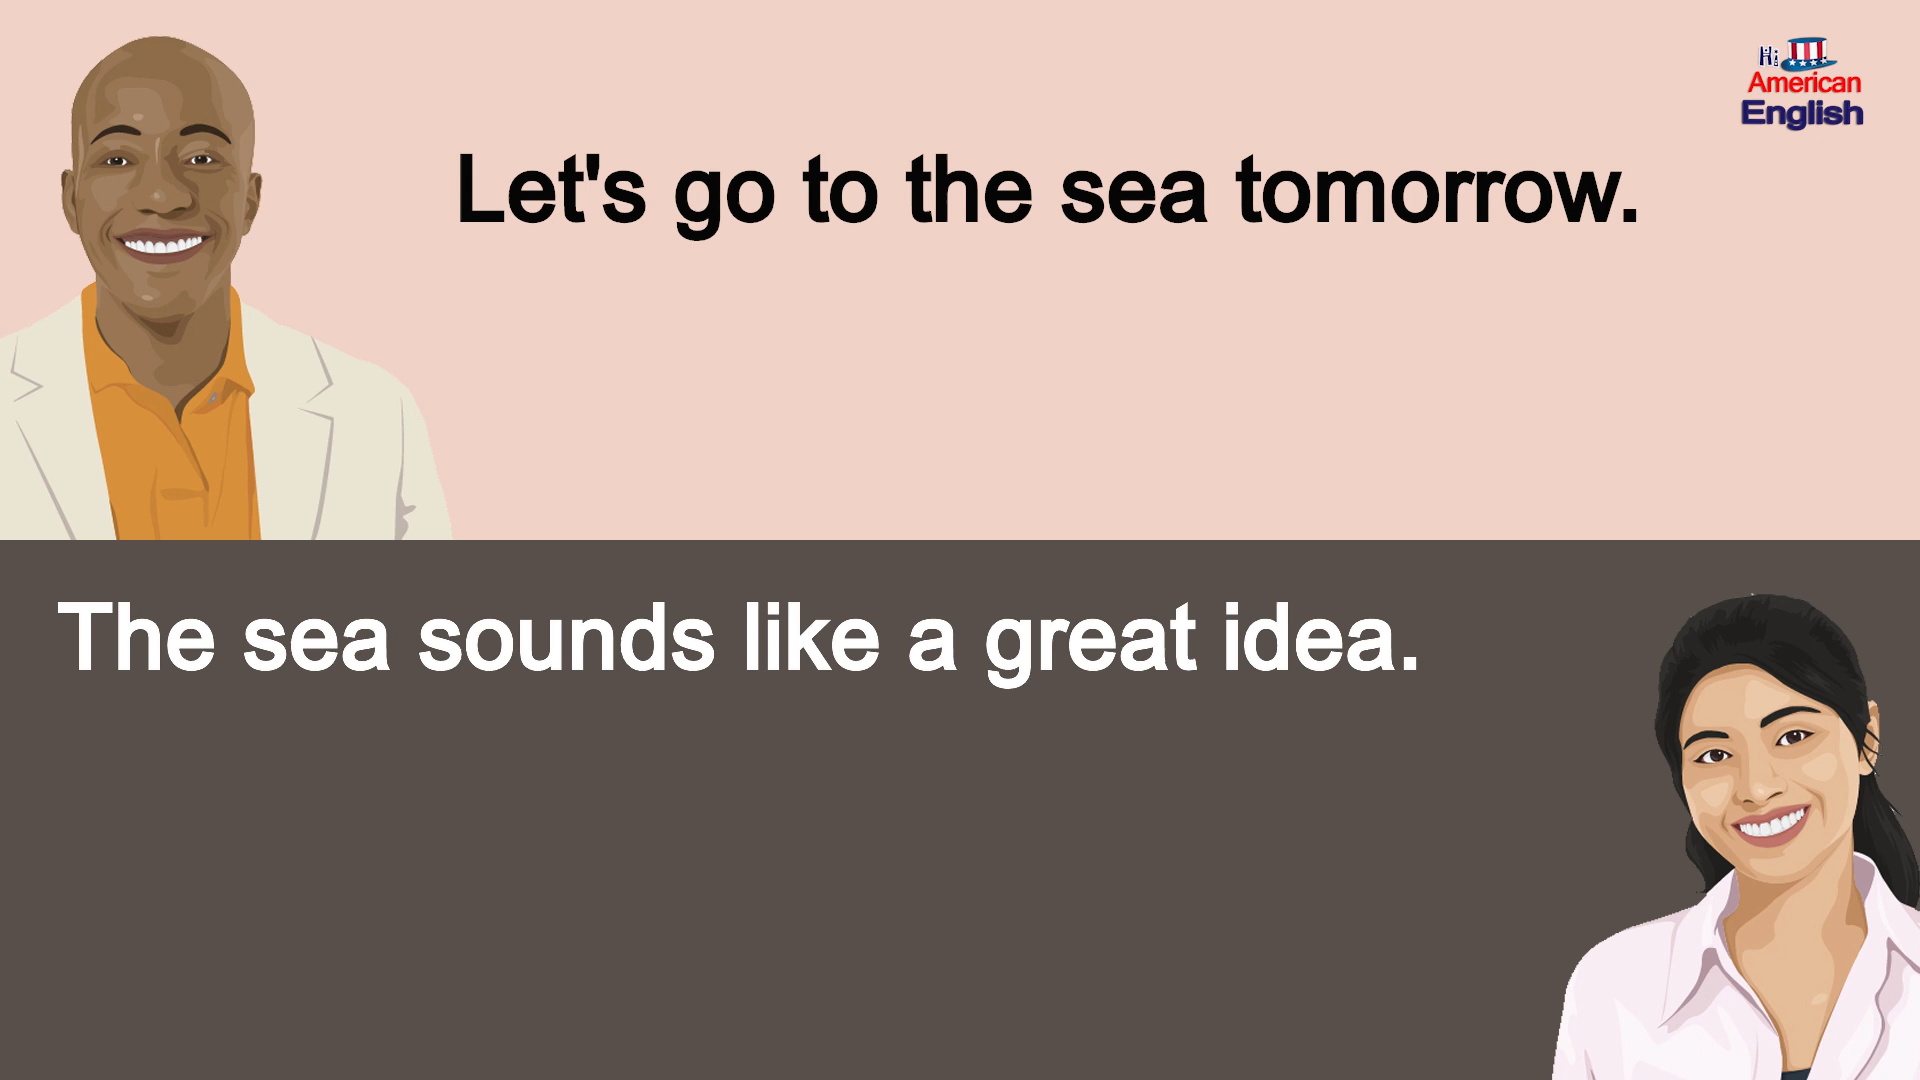 Hi
American
English
Let's go to the sea tomorrow.
The sea sounds like a great idea.